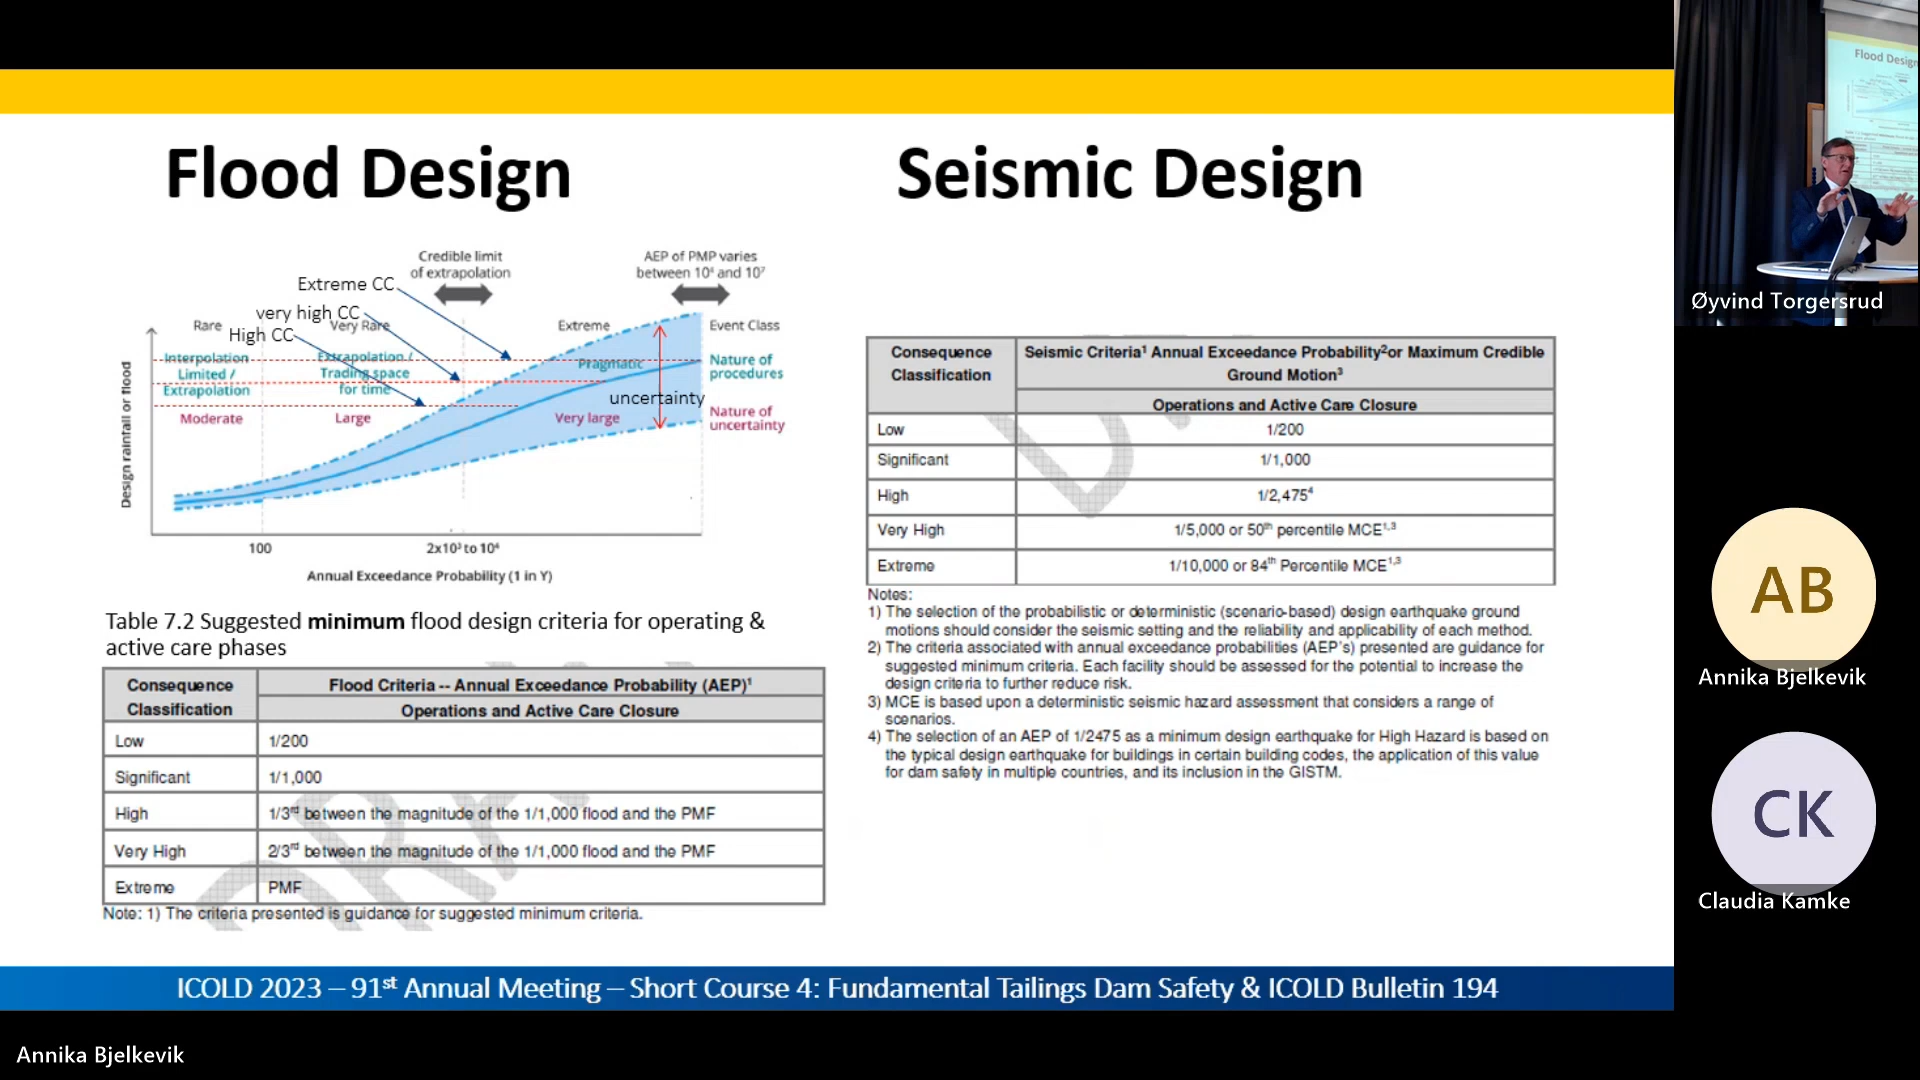 Flood Design
Seismic Design
Credible limit
of extrapolation
AEP of PMP varies
between 10⁶ and 10⁷
Extreme CC
very high CC
High CC
Rare
Very Rare
Extreme
Event Class
Interpolation
Limited /
Extrapolation
Extrapolation /
Trading space
for time
Pragmatic
Nature of
procedures
uncertainty
Moderate
Large
Very large
Nature of
uncertainty
Design rainfall or flood
100
2x10³ to 10⁴
Annual Exceedance Probability (1 in Y)
Table 7.2 Suggested minimum flood design criteria for operating &
active care phases
Consequence
Classification
Flood Criteria -- Annual Exceedance Probability (AEP)¹
Operations and Active Care Closure
Low 1/200
Significant 1/1,000
High 1/3ʳᵈ between the magnitude of the 1/1,000 flood and the PMF
Very High 2/3ʳᵈ between the magnitude of the 1/1,000 flood and the PMF
Extreme PMF
Note: 1) The criteria presented is guidance for suggested minimum criteria.
Consequence
Classification
Seismic Criteria¹ Annual Exceedance Probability²or Maximum Credible
Ground Motion³
Operations and Active Care Closure
Low 1/200
Significant 1/1,000
High 1/2,475⁴
Very High 1/5,000 or 50ᵗʰ percentile MCE¹,³
Extreme 1/10,000 or 84ᵗʰ Percentile MCE¹,³
Notes:
1) The selection of the probabilistic or deterministic (scenario-based) design earthquake ground
motions should consider the seismic setting and the reliability and applicability of each method.
2) The criteria associated with annual exceedance probabilities (AEP's) presented are guidance for
suggested minimum criteria. Each facility should be assessed for the potential to increase the
design criteria to further reduce risk.
3) MCE is based upon a deterministic seismic hazard assessment that considers a range of
scenarios.
4) The selection of an AEP of 1/2475 as a minimum design earthquake for High Hazard is based on
the typical design earthquake for buildings in certain building codes, the application of this value
for dam safety in multiple countries, and its inclusion in the GISTM.
ICOLD 2023 – 91ˢᵗ Annual Meeting – Short Course 4: Fundamental Tailings Dam Safety & ICOLD Bulletin 194
Annika Bjelkevik
Flood Design
Øyvind Torgersrud
AB
Annika Bjelkevik
CK
Claudia Kamke